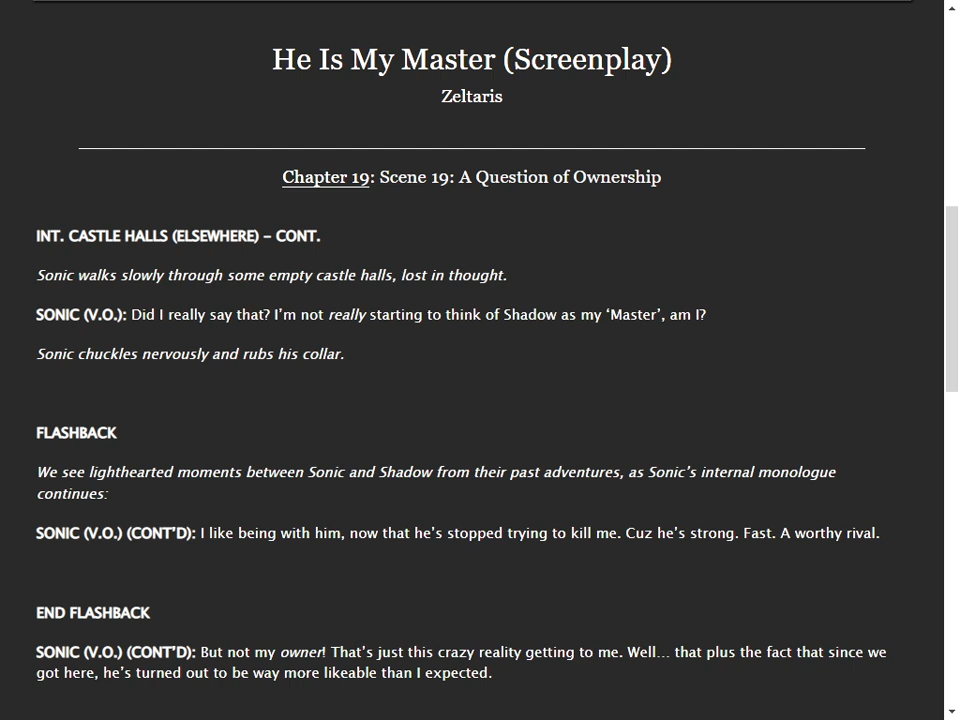 He Is My Master (Screenplay)
Zeltaris
Chapter 19: Scene 19: A Question of Ownership
INT. CASTLE HALLS (ELSEWHERE) – CONT.
Sonic walks slowly through some empty castle halls, lost in thought.
SONIC (V.O.): Did I really say that? I’m not really starting to think of Shadow as my ‘Master’, am I?
Sonic chuckles nervously and rubs his collar.
FLASHBACK
We see lighthearted moments between Sonic and Shadow from their past adventures, as Sonic’s internal monologue
continues:
SONIC (V.O.) (CONT’D): I like being with him, now that he’s stopped trying to kill me. Cuz he’s strong. Fast. A worthy rival.
END FLASHBACK
SONIC (V.O.) (CONT’D): But not my owner! That’s just this crazy reality getting to me. Well… that plus the fact that since we
got here, he’s turned out to be way more likeable than I expected.